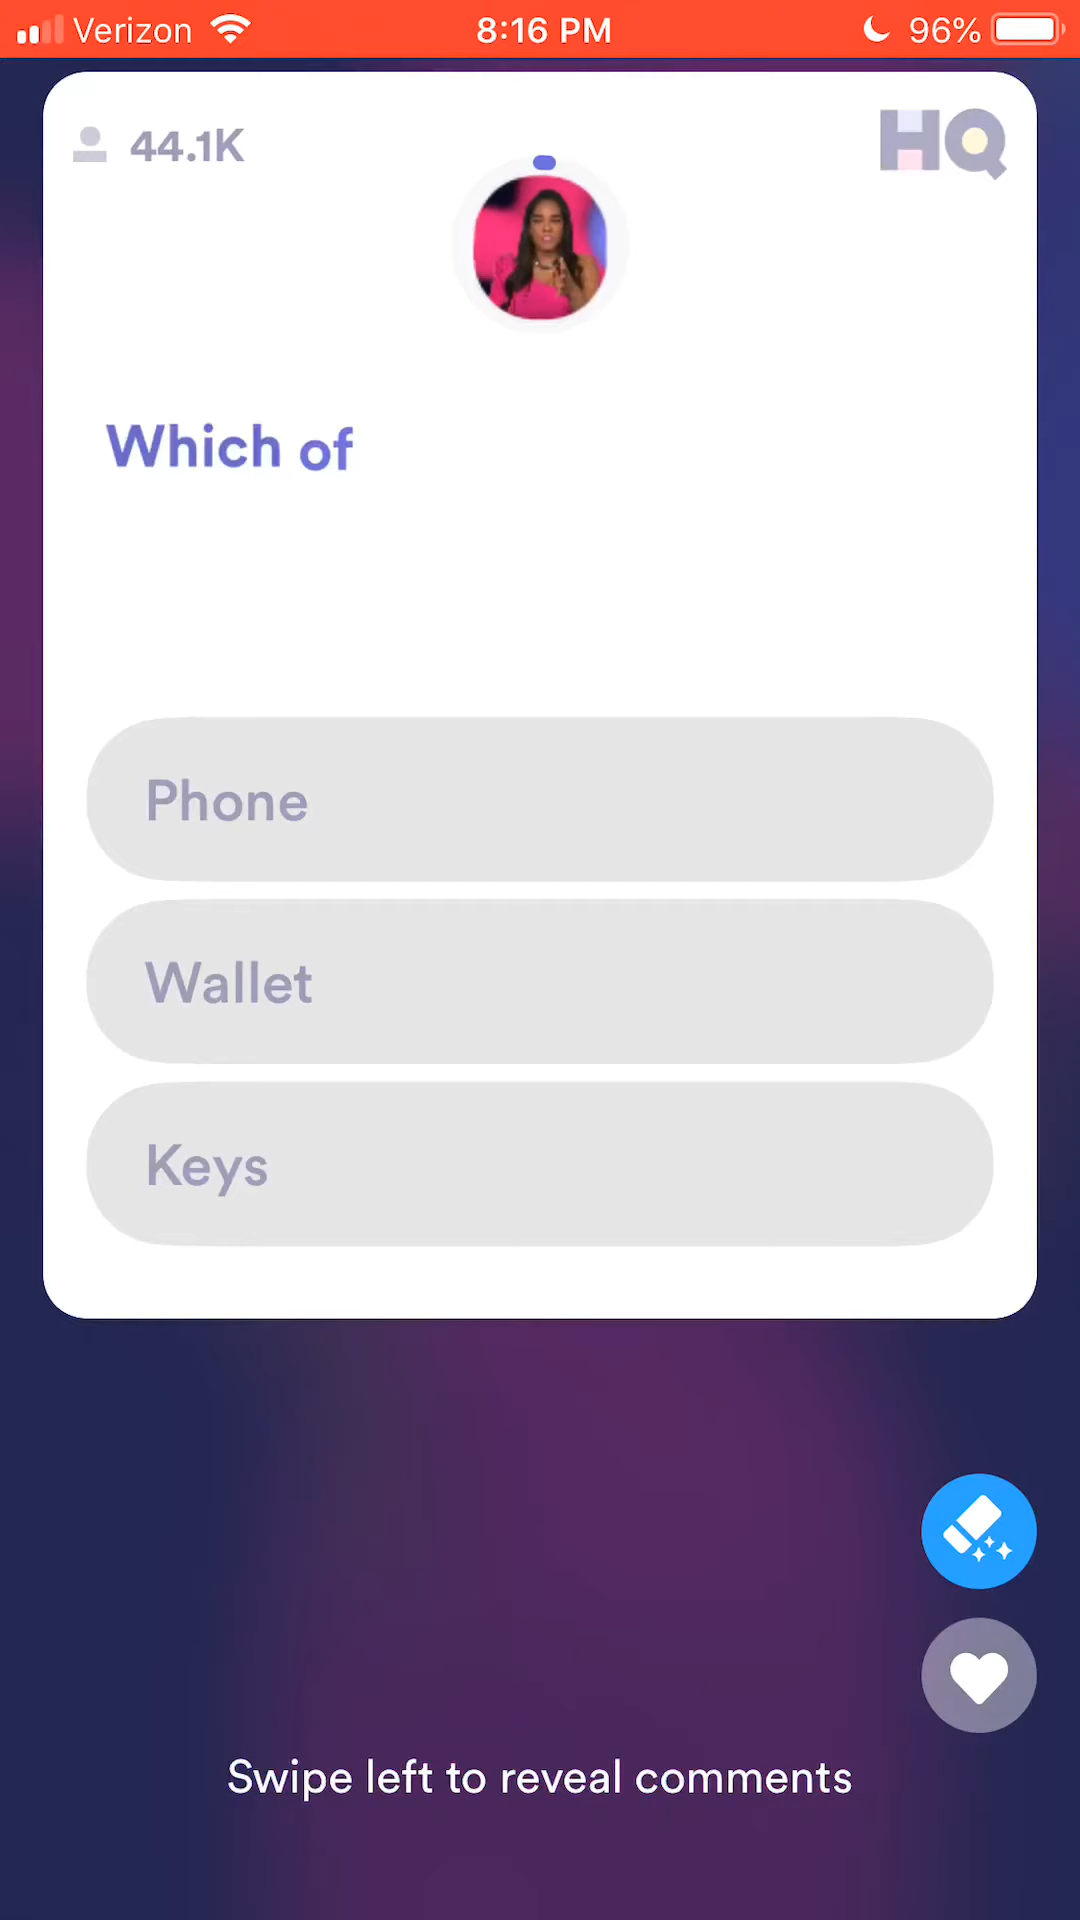 Verizon 8:16 PM 96%
44.1K HQ
Which of
Phone
Wallet
Keys
Swipe left to reveal comments